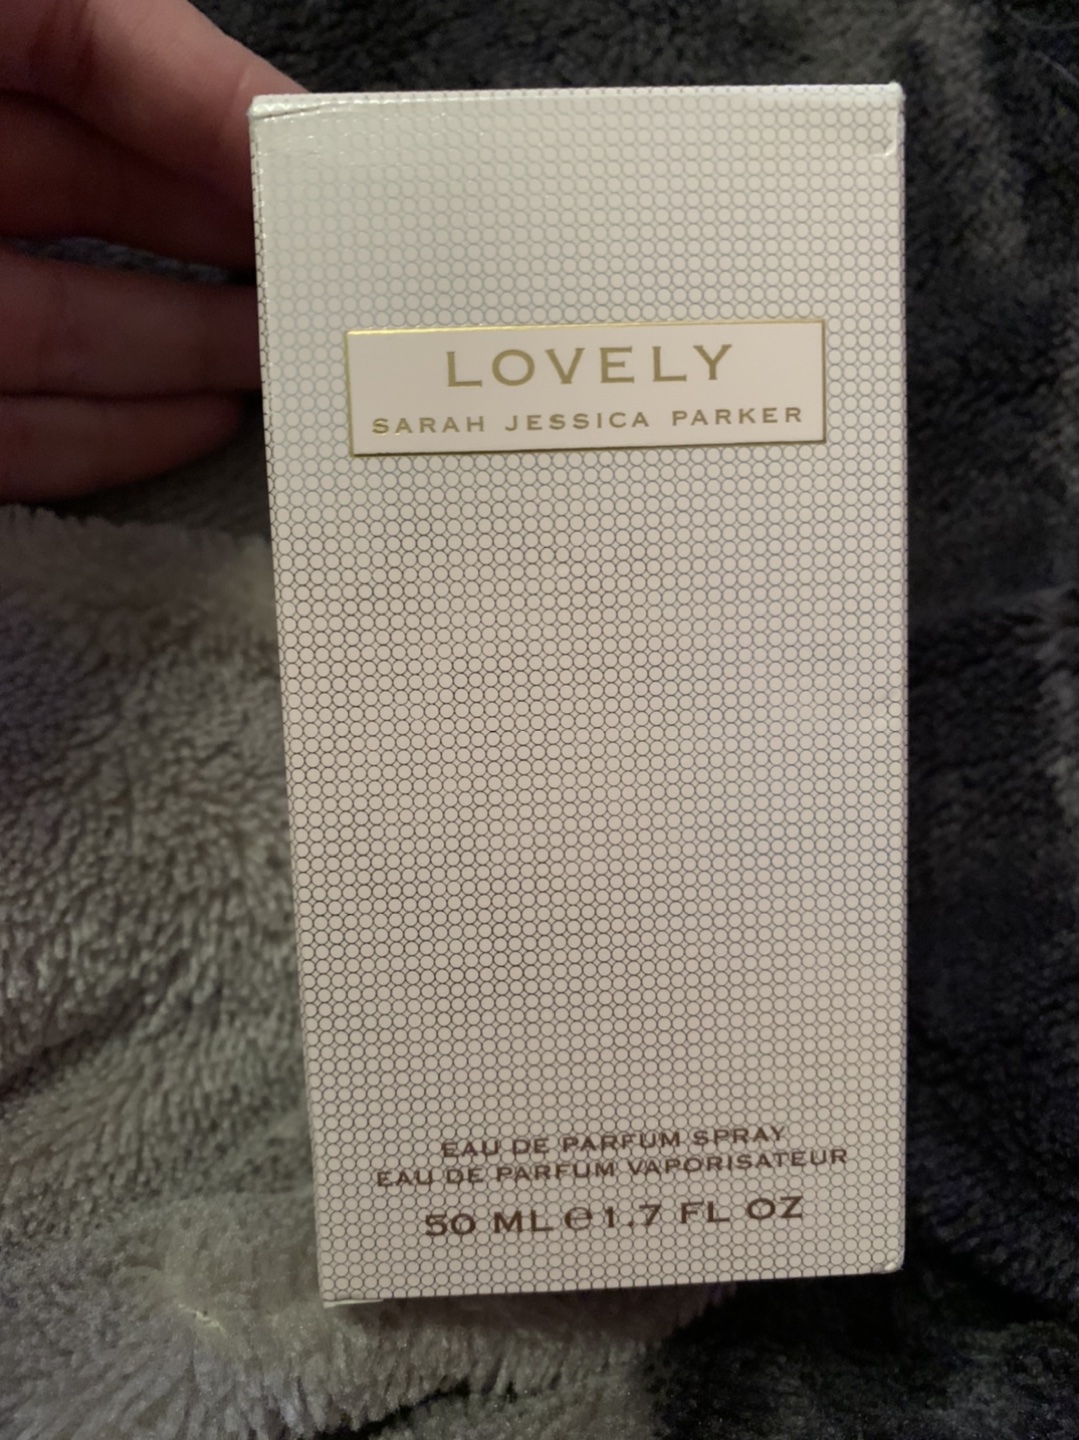 LOVELY
SARAH JESSICA PARKER
EAU DE PARFUM SPRAY
EAU DE PARFUM VAPORISATEUR
50 ML ℮ 1.7 FL OZ